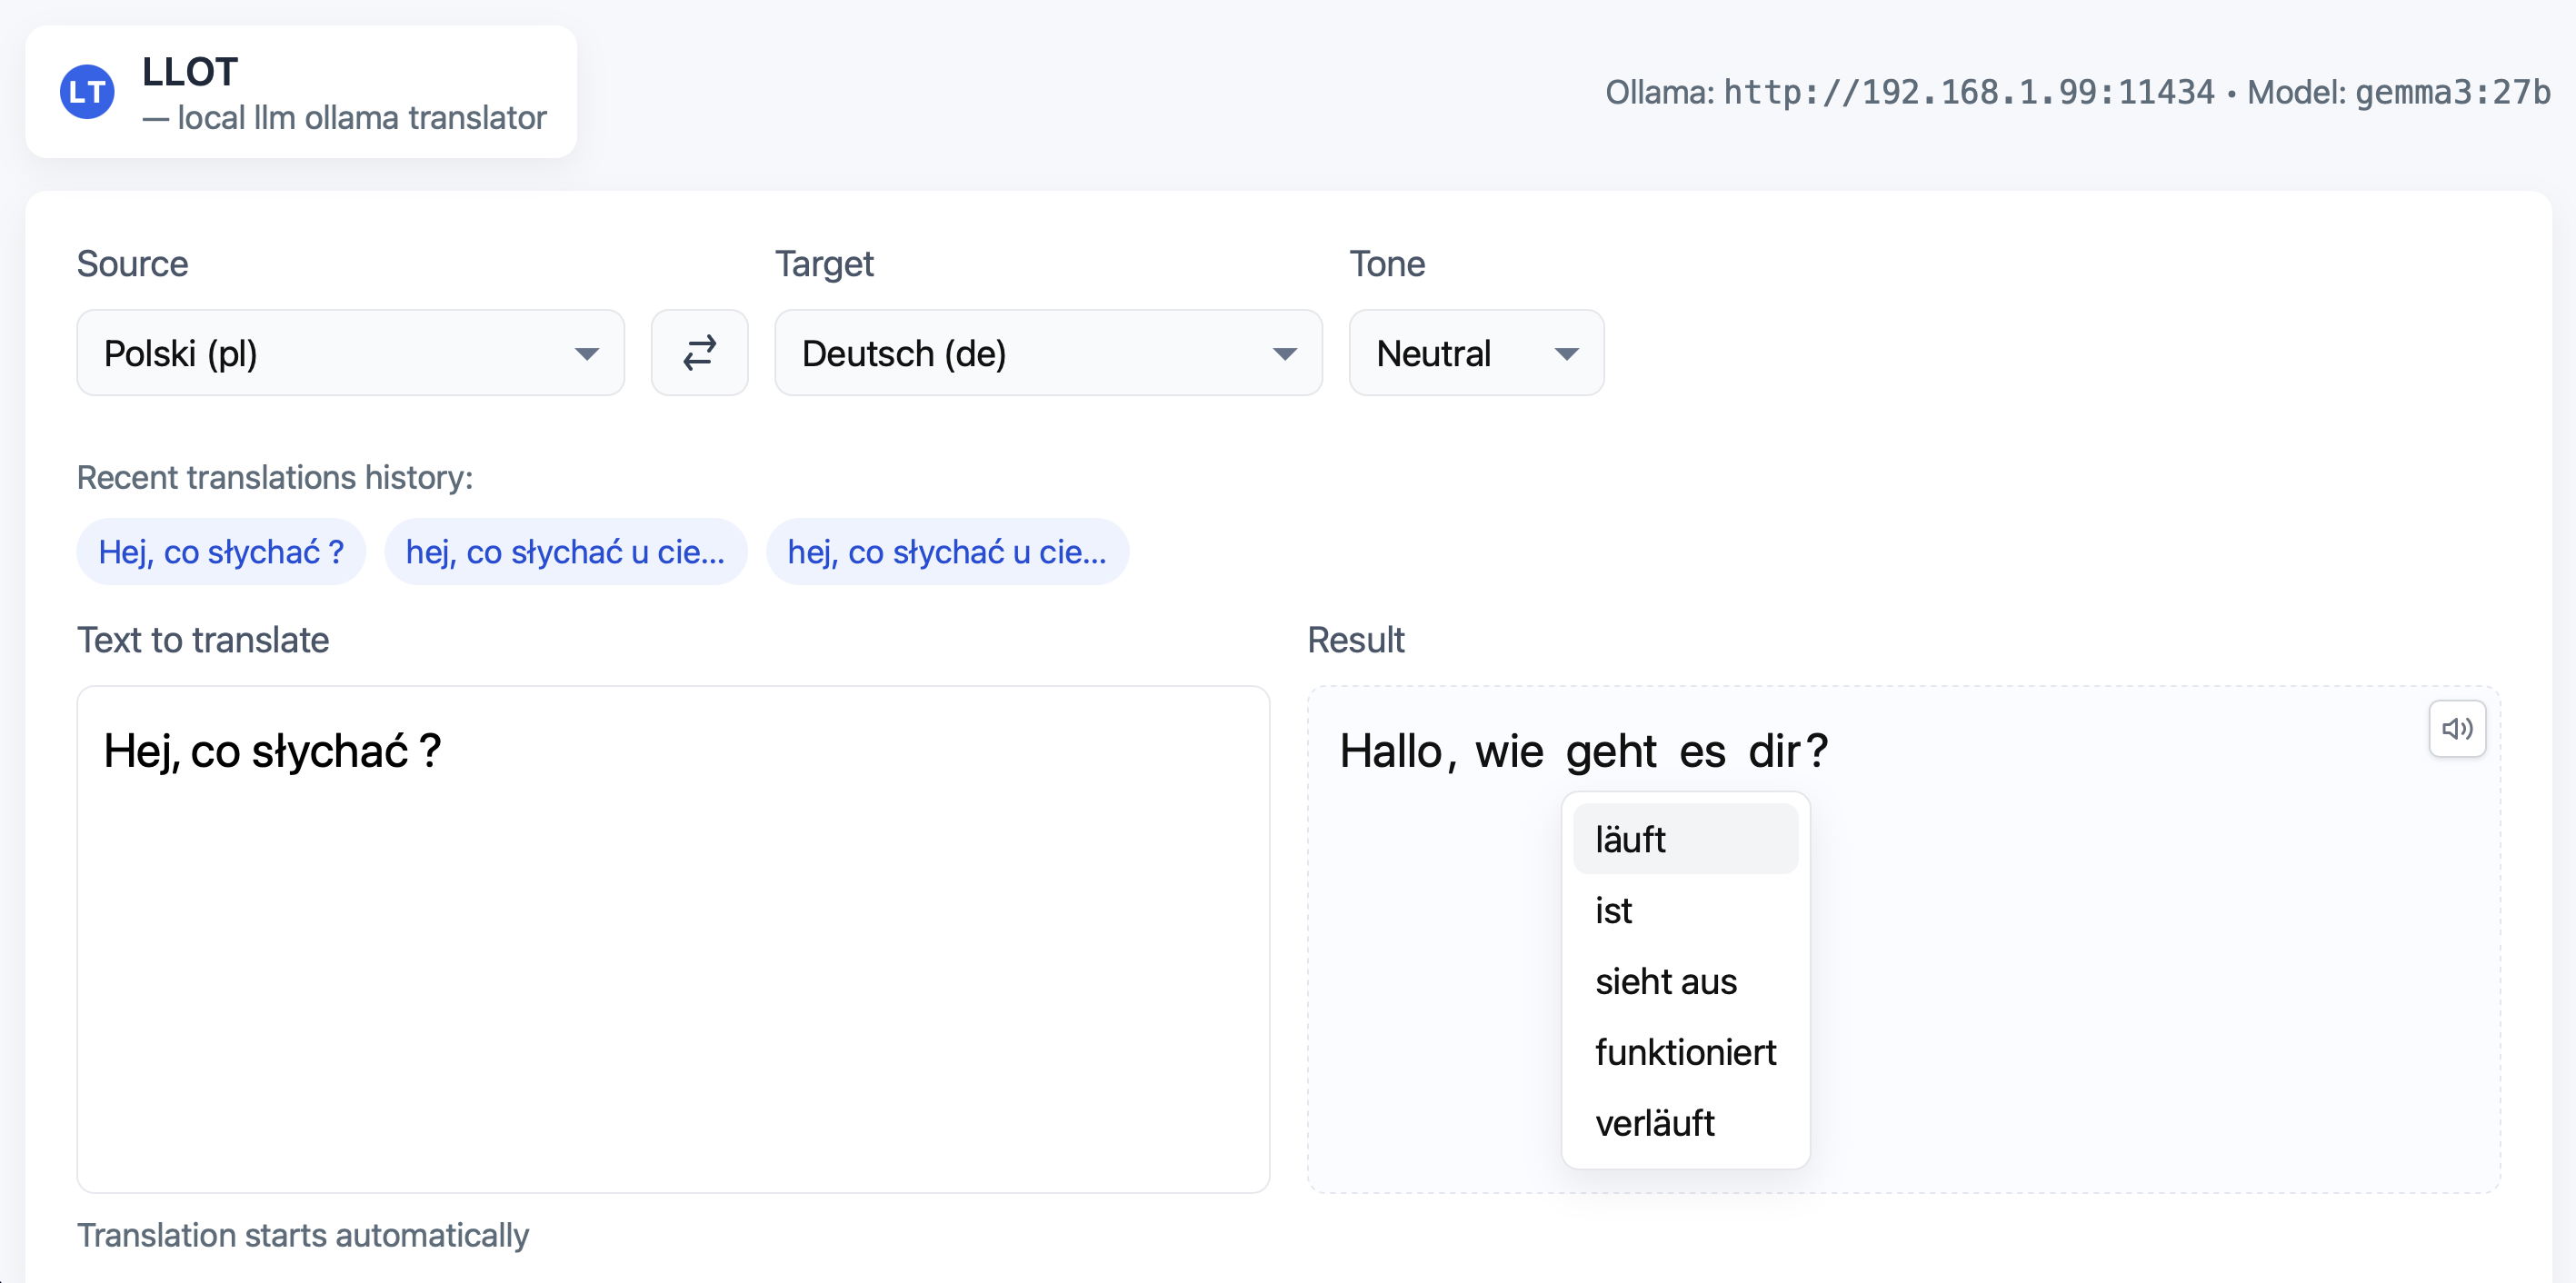 LT
LLOT
— local llm ollama translator
Ollama: http://192.168.1.99:11434 • Model: gemma3:27b
Source
Target
Tone
Polski (pl)
Deutsch (de)
Neutral
Recent translations history:
Hej, co słychać ?
hej, co słychać u cie...
hej, co słychać u cie...
Text to translate
Result
Hej, co słychać ?
Hallo, wie geht es dir?
läuft
ist
sieht aus
funktioniert
verläuft
Translation starts automatically